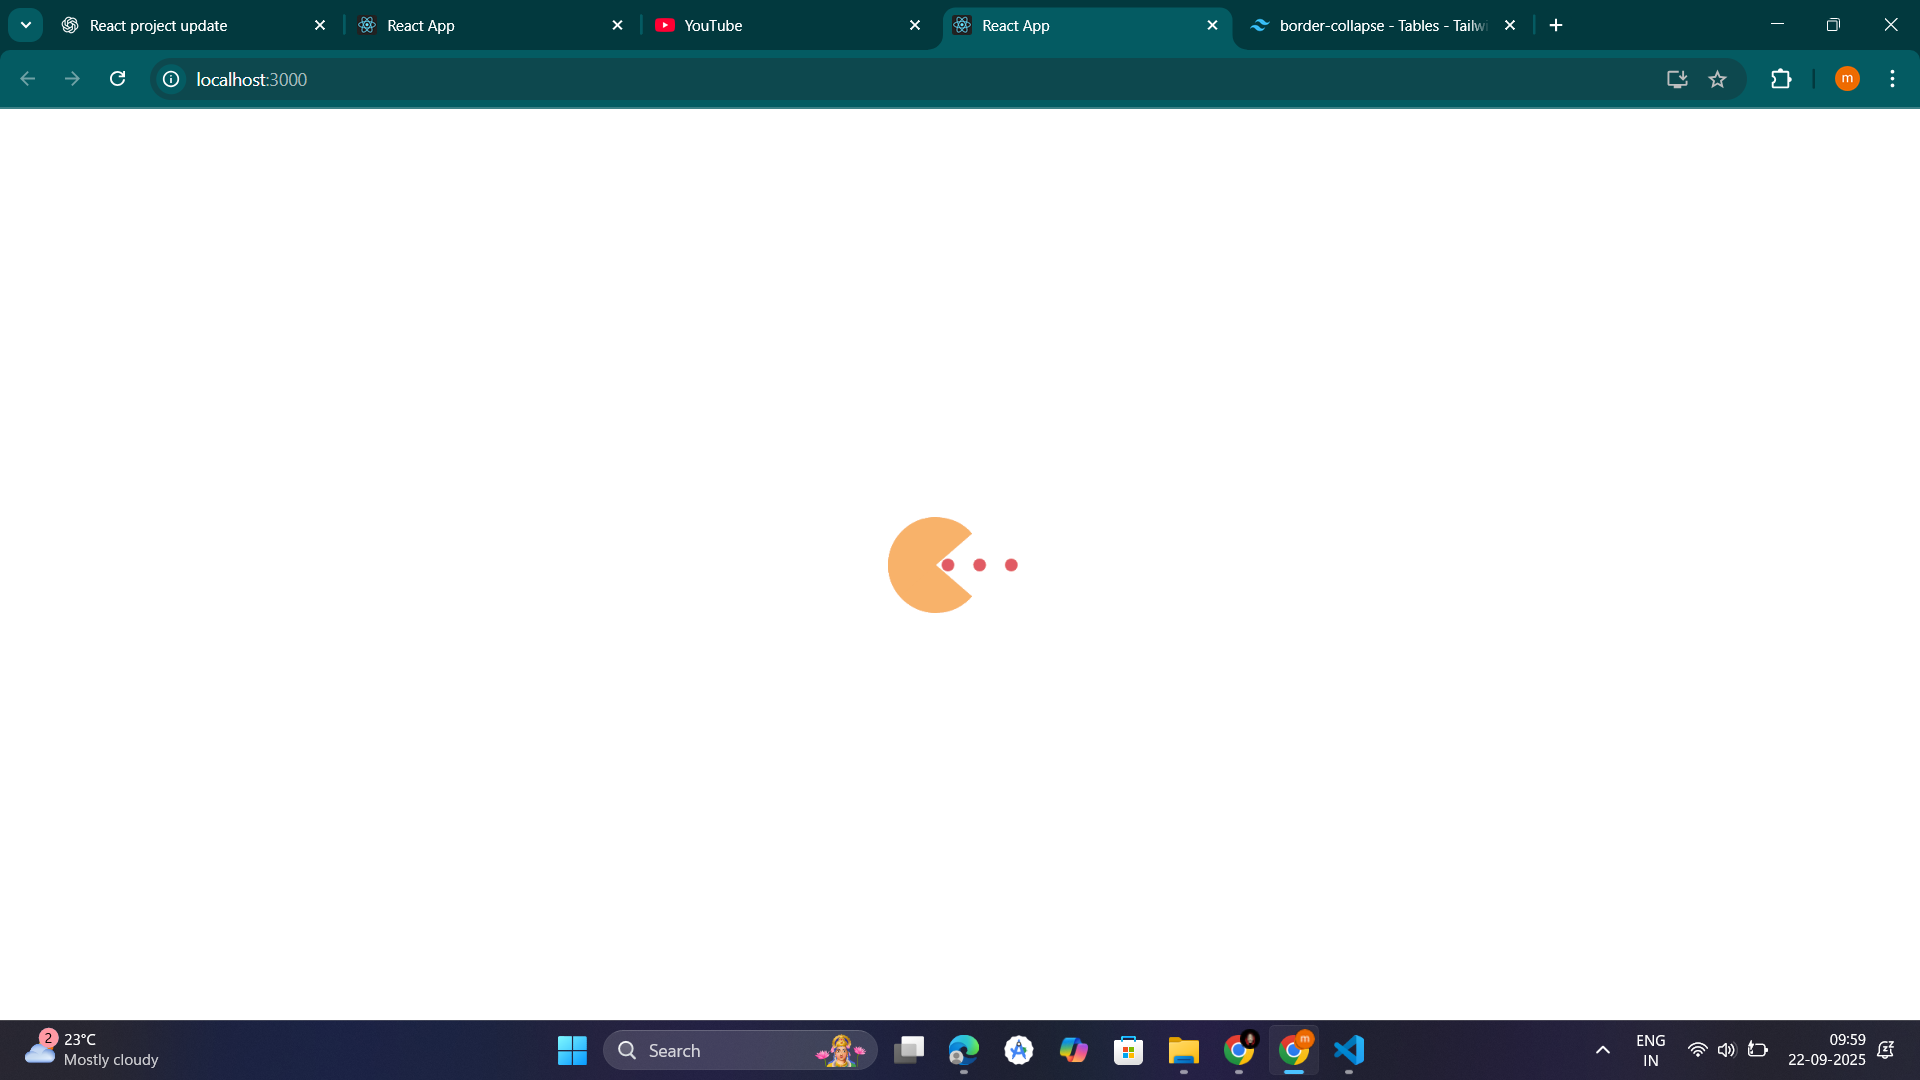 React project update
React App
YouTube
React App
border-collapse - Tables - Tailw
localhost:3000
m
2
23°C
Mostly cloudy
Search
m
ENG
IN
09:59
22-09-2025